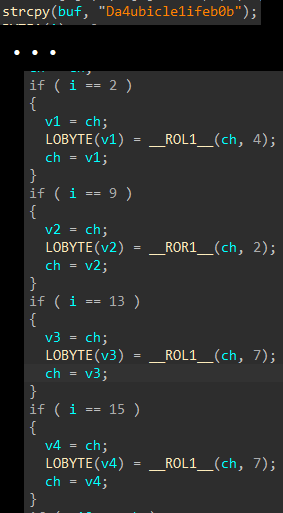 strcpy(buf, "Da4ubicle1ifeb0b");
• • •
if ( i == 2 )
{
v1 = ch;
LOBYTE(v1) = __ROL1__(ch, 4);
ch = v1;
}
if ( i == 9 )
{
v2 = ch;
LOBYTE(v2) = __ROR1__(ch, 2);
ch = v2;
}
if ( i == 13 )
{
v3 = ch;
LOBYTE(v3) = __ROL1__(ch, 7);
ch = v3;
}
if ( i == 15 )
{
v4 = ch;
LOBYTE(v4) = __ROL1__(ch, 7);
ch = v4;
}